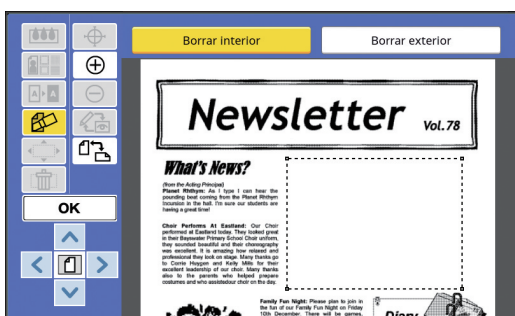 Borrar interior
Borrar exterior
A A
OK
Newsletter
Vol. 78
What's News?
(from the Acting Principal)
Planet Rhthym: As I type I can hear the
pounding beat coming from the Planet Rhthym
Incursion in the hall. I'm sure our students are
having a great time!
Choir Performs At Eastland: Our Choir
performed at Eastland today. They looked great
in their Bayswater Primary School Choir uniform,
they sounded beautiful and their choreography
was excellent. It is amazing how relaxed and
professional they look on stage. Many thanks go
to Corrie Huygen and Kelly Mills for their
excellent leadership of our choir. Many thanks
also to the parents who helped prepare
costumes and who assistedour choir on the day.
Family Fun Night: Please plan to join in
the fun of our Family Fun Night on Friday
10th December. There will be games,
Diary